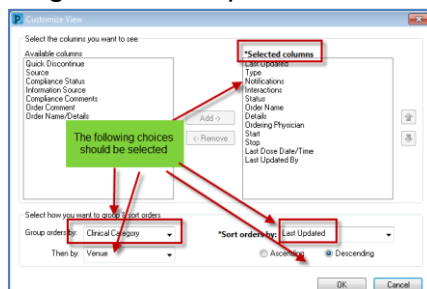 Customize View
Select the columns you want to see
Available columns
Quick Discontinue
Source
Compliance Status
Information Source
Compliance Comments
Order Comment
Order Name/Details
Add ->
<- Remove
*Selected columns
Last Updated
Type
Notifications
Interactions
Status
Order Name
Details
Ordering Physician
Start
Stop
Last Dose Date/Time
Last Updated By
The following choices
should be selected
Select how you want to group & sort orders
Group orders by: Clinical Category
*Sort orders by: Last Updated
Then by: Venue
Ascending Descending
OK Cancel